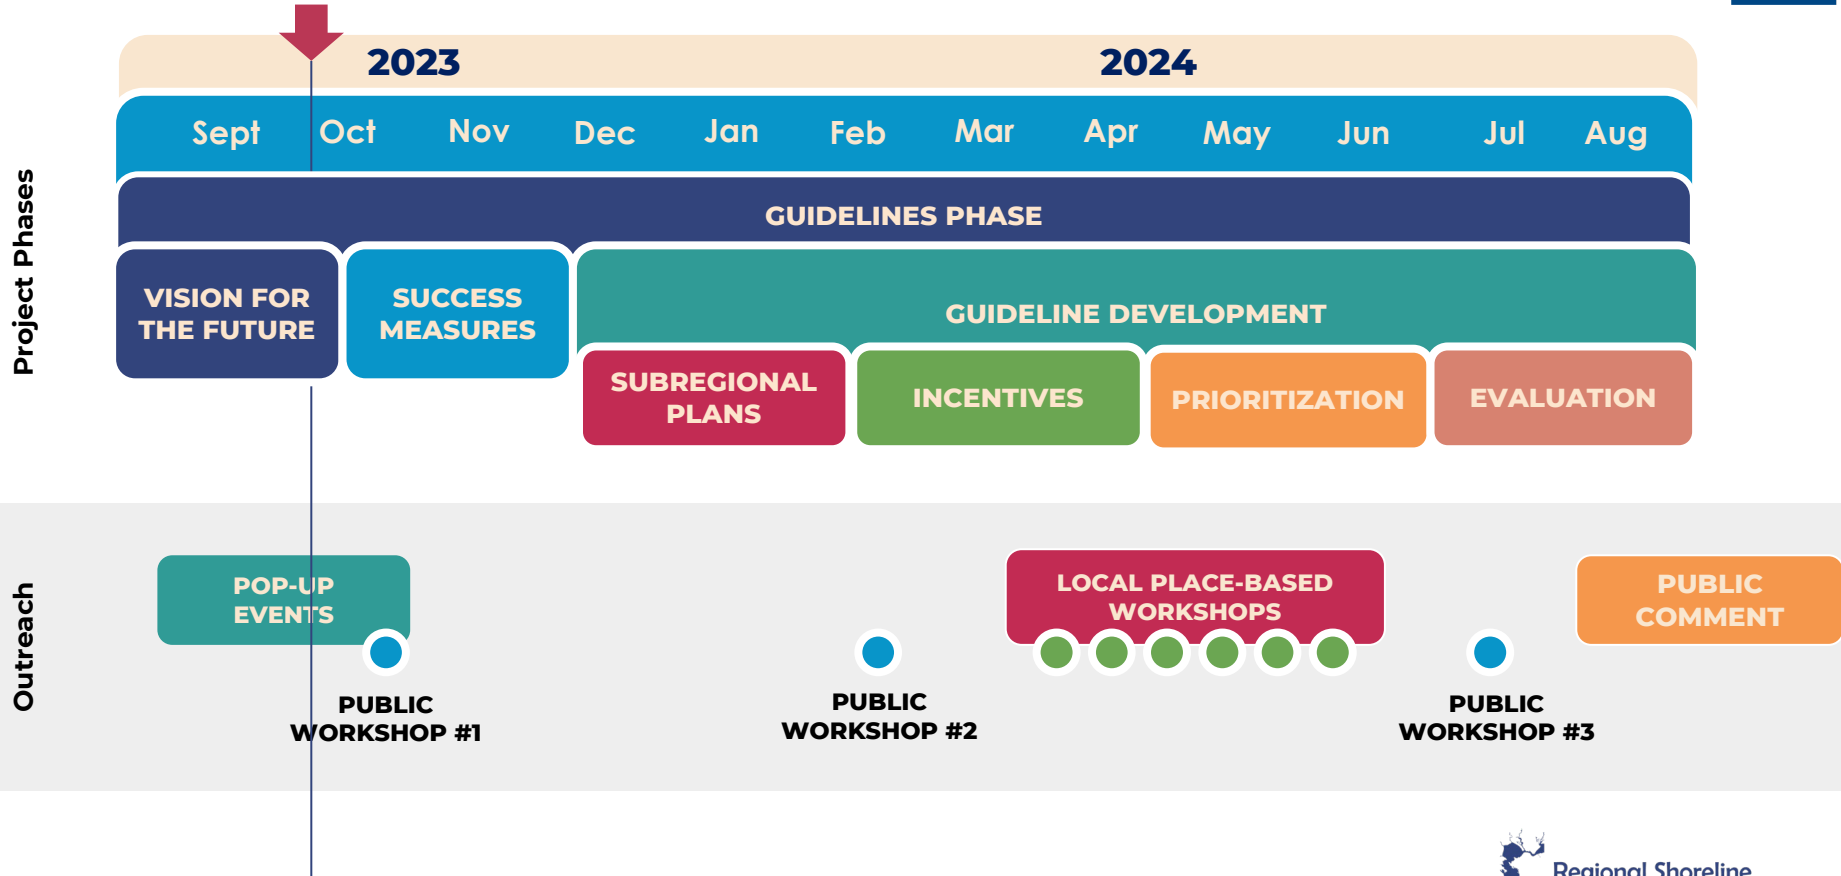 2023
2024
Sept Oct Nov Dec Jan Feb Mar Apr May Jun Jul Aug
Project Phases
GUIDELINES PHASE
VISION FOR
THE FUTURE
SUCCESS
MEASURES
GUIDELINE DEVELOPMENT
SUBREGIONAL
PLANS
INCENTIVES
PRIORITIZATION
EVALUATION
Outreach
POP-UP
EVENTS
LOCAL PLACE-BASED
WORKSHOPS
PUBLIC
COMMENT
PUBLIC
WORKSHOP #1
PUBLIC
WORKSHOP #2
PUBLIC
WORKSHOP #3
Regional Shoreline